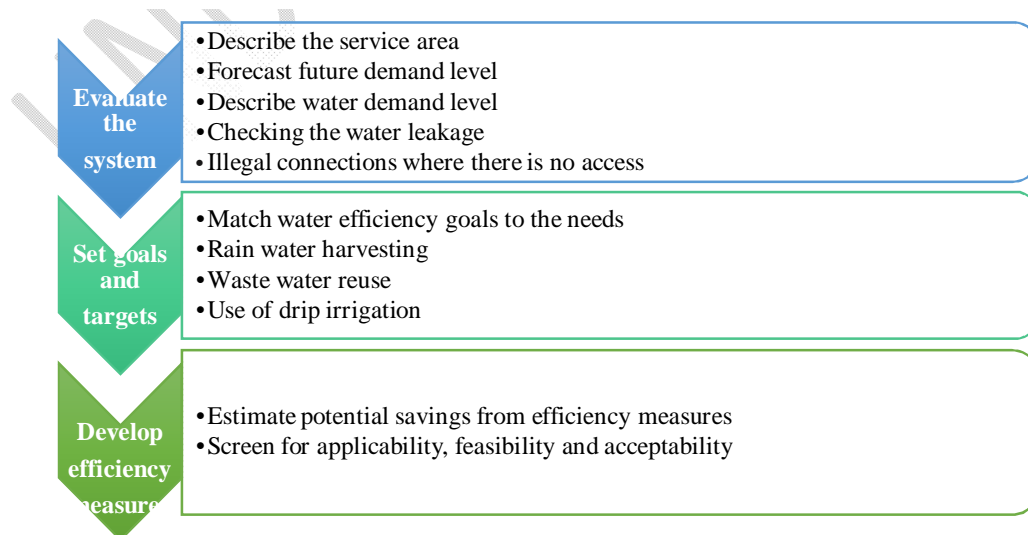 Evaluate
the
system
•Describe the service area
•Forecast future demand level
•Describe water demand level
•Checking the water leakage
•Illegal connections where there is no access
Set goals
and
targets
•Match water efficiency goals to the needs
•Rain water harvesting
•Waste water reuse
•Use of drip irrigation
Develop
efficiency
measure
•Estimate potential savings from efficiency measures
•Screen for applicability, feasibility and acceptability